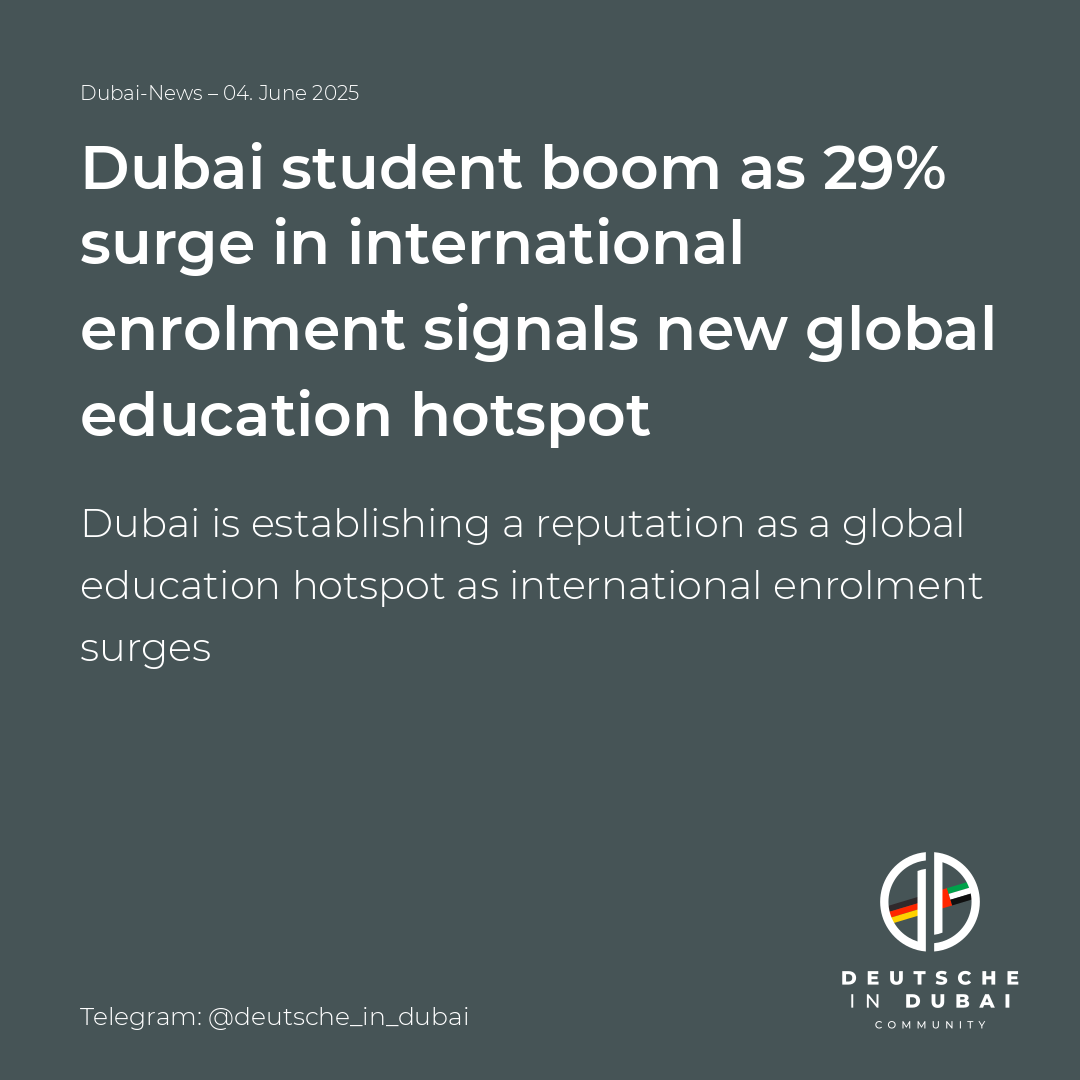 Dubai-News – 04. June 2025
Dubai student boom as 29%
surge in international
enrolment signals new global
education hotspot
Dubai is establishing a reputation as a global
education hotspot as international enrolment
surges
DEUTSCHE
IN DUBAI
COMMUNITY
Telegram: @deutsche_in_dubai